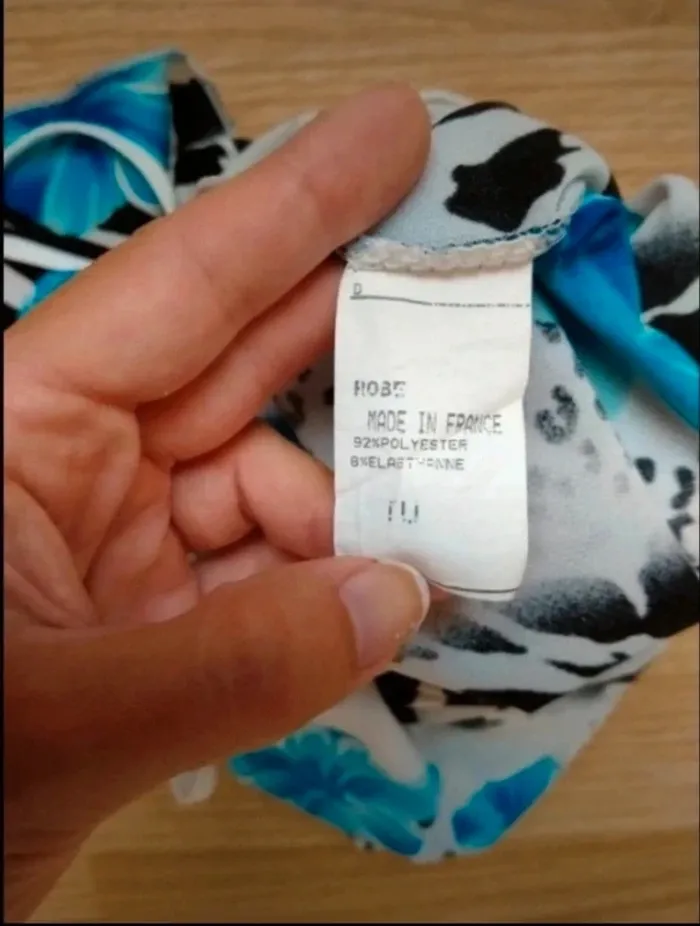 D
ROBE
MADE IN FRANCE
92%POLYESTER
8%ELASTHANNE
TU